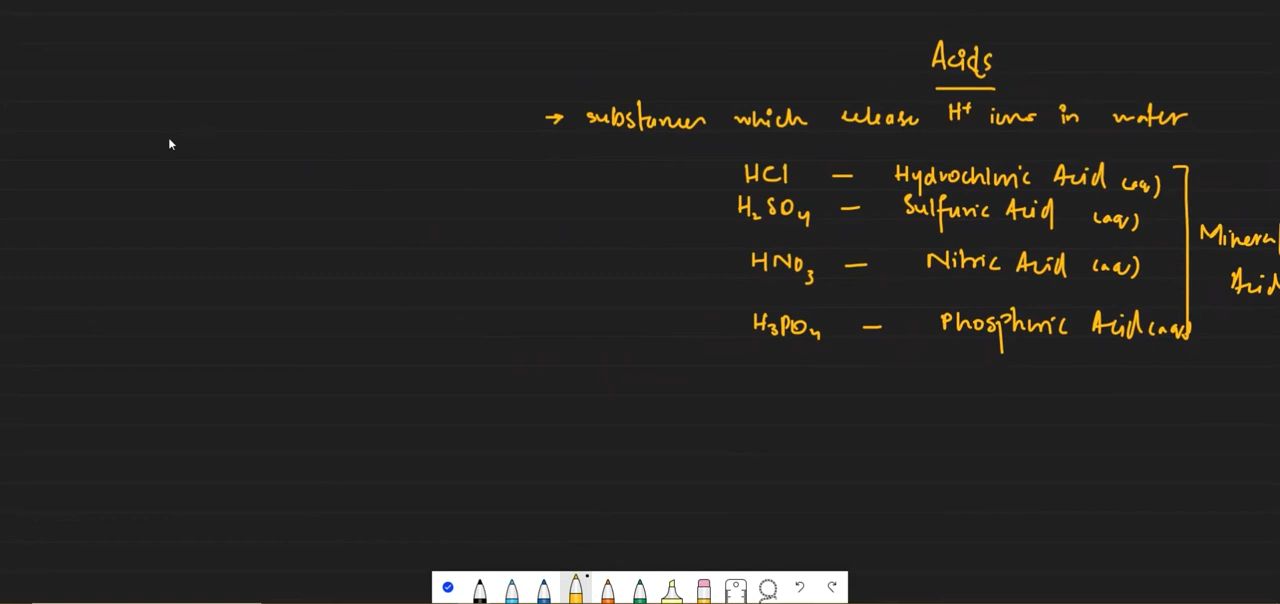 Acids
→ substances which release H⁺ ions in water
HCl — Hydrochloric Acid (aq)
H₂SO₄ — Sulfuric Acid (aq)
HNO₃ — Nitric Acid (aq)
H₃PO₄ — Phosphoric Acid (aq)
Mineral
Acid